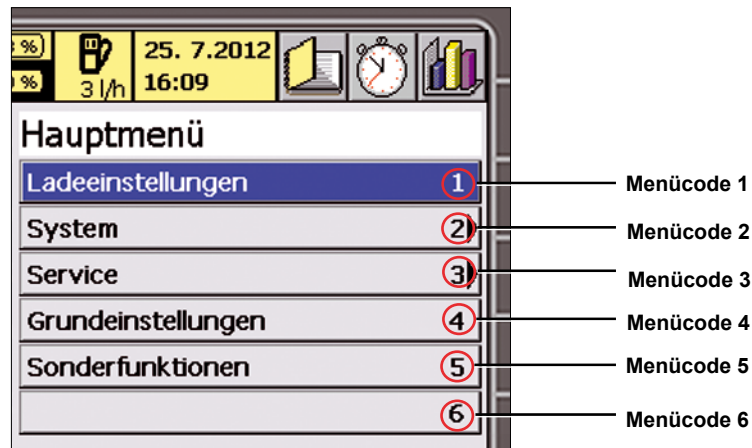 %) 25. 7.2012
% 3 l/h 16:09
Hauptmenü
Ladeeinstellungen 1 Menücode 1
System 2 Menücode 2
Service 3 Menücode 3
Grundeinstellungen 4 Menücode 4
Sonderfunktionen 5 Menücode 5
6 Menücode 6